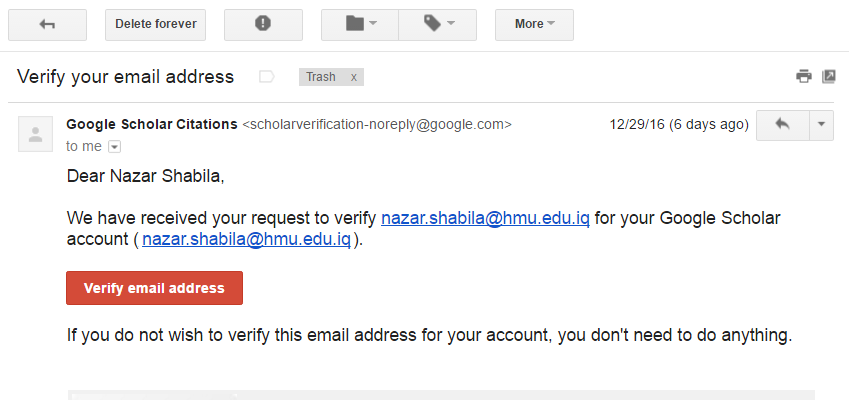 Delete forever More
Verify your email address Trash x
Google Scholar Citations <scholarverification-noreply@google.com> 12/29/16 (6 days ago)
to me
Dear Nazar Shabila,
We have received your request to verify nazar.shabila@hmu.edu.iq for your Google Scholar
account ( nazar.shabila@hmu.edu.iq ).
Verify email address
If you do not wish to verify this email address for your account, you don't need to do anything.